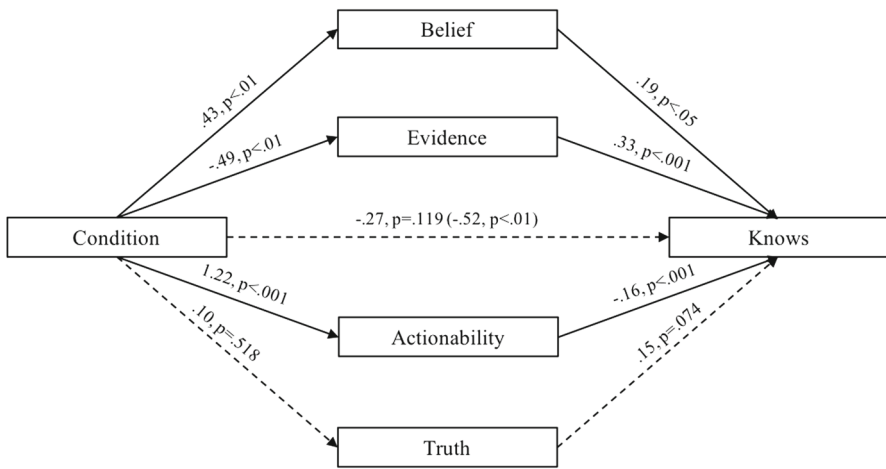 Belief
.43, p<.01
.19, p<.05
Evidence
-.49, p<.01
.33, p<.001
Condition
-.27, p=.119 (-.52, p<.01)
Knows
1.22, p<.001
-.16, p<.001
Actionability
.10, p=.518
.15, p=.074
Truth